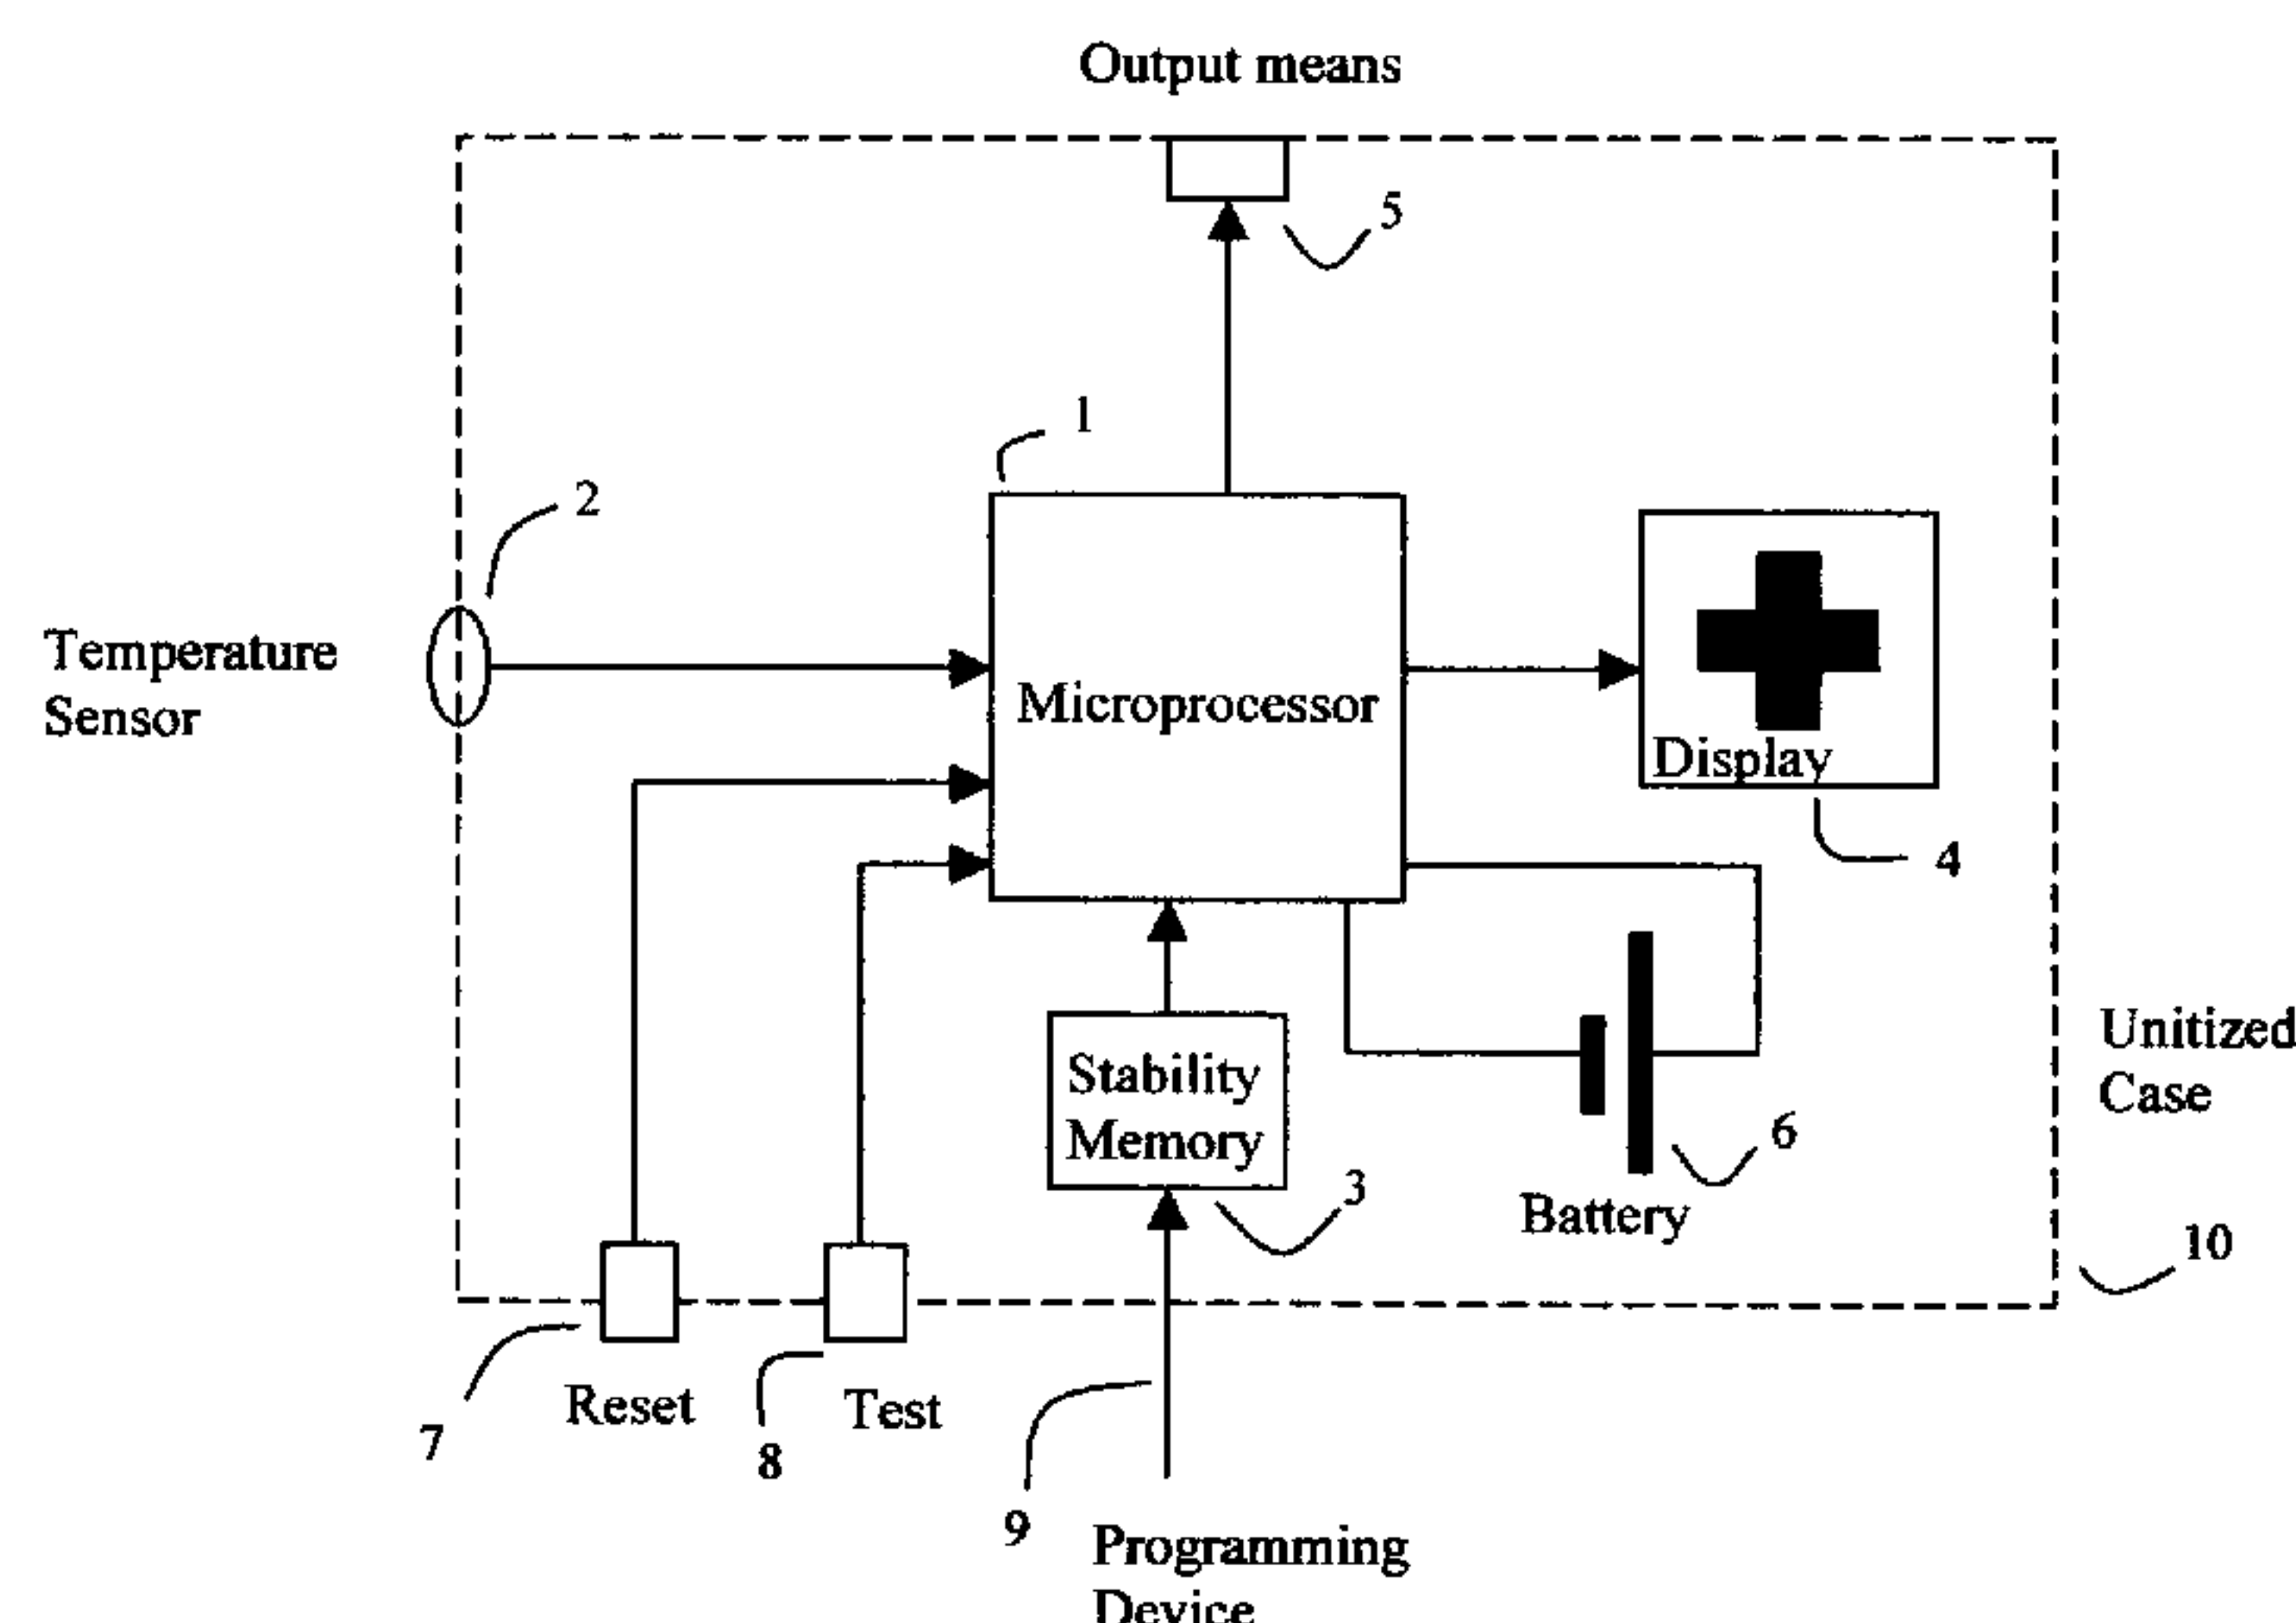 Output means
5
1
2
Temperature
Sensor
Microprocessor
Display
4
Stability
Memory
3
Battery
6
Unitized
Case
10
7
Reset
8
Test
9
Programming
Device